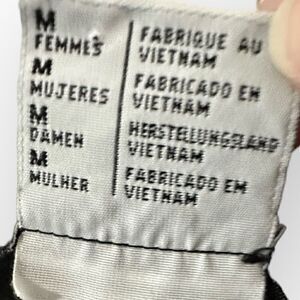 M
FEMMES
M
MUJERES
M
DAMEN
M
MULHER
FABRIQUE AU
VIETNAM
FABRICADO EN
VIETNAM
HERSTELLUNGSLAND
VIETNAM
FABRICADO EM
VIETNAM